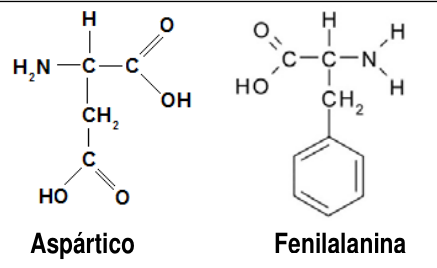 H
O
H₂N C C
OH
CH₂
C
HO O
Aspártico
H
O H
C C N
HO H
CH₂
Fenilalanina